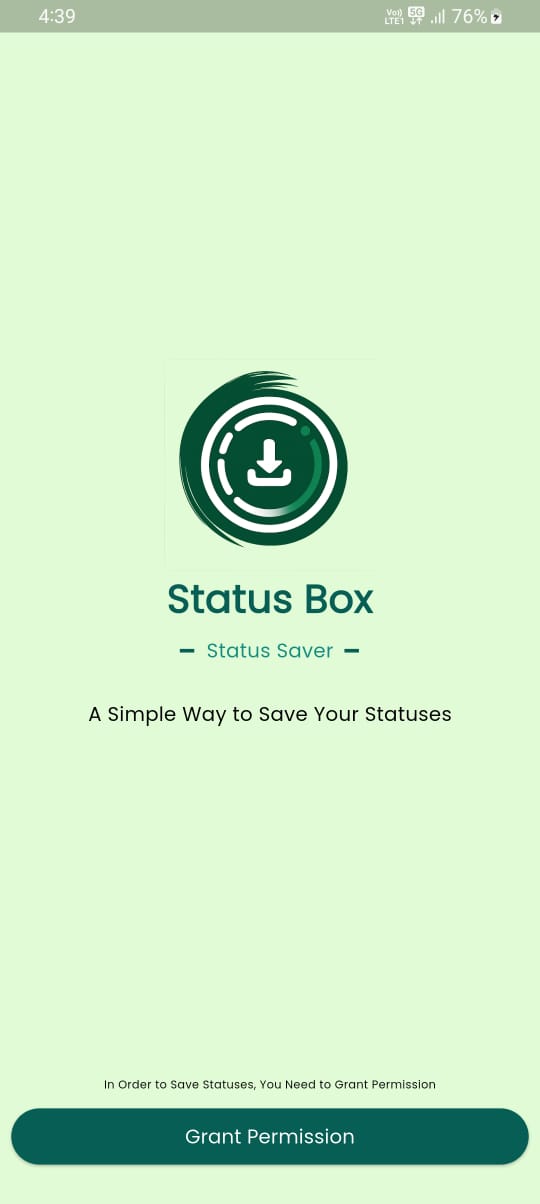 4:39
Vo) 5G 76%
LTE1
Status Box
Status Saver
A Simple Way to Save Your Statuses
In Order to Save Statuses, You Need to Grant Permission
Grant Permission